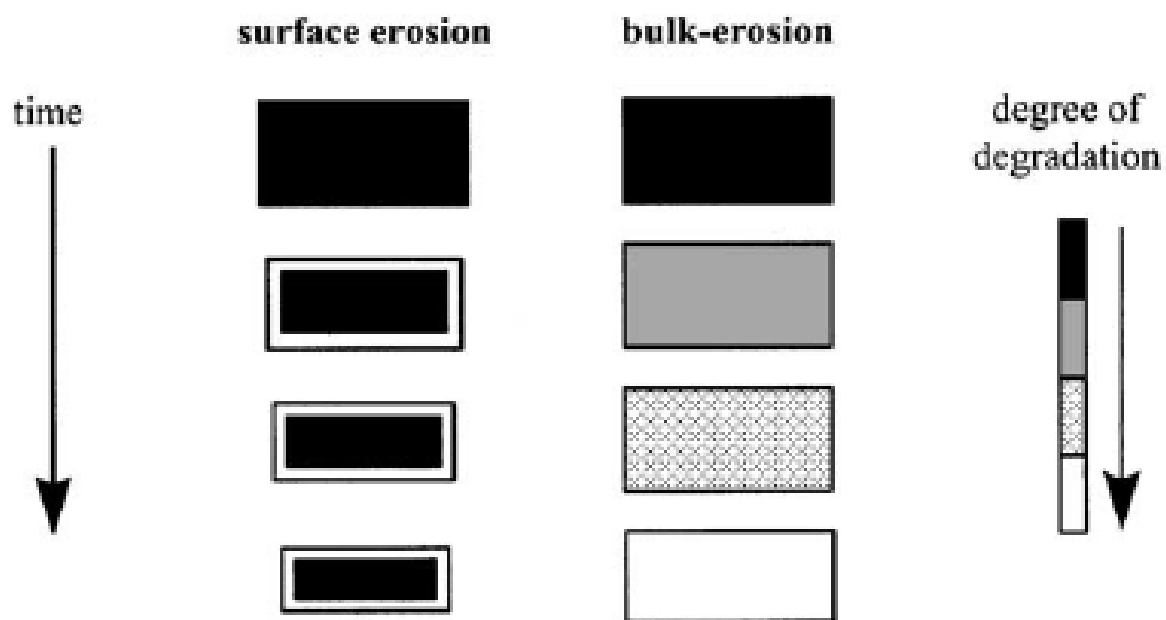 surface erosion
bulk-erosion
time
degree of
degradation